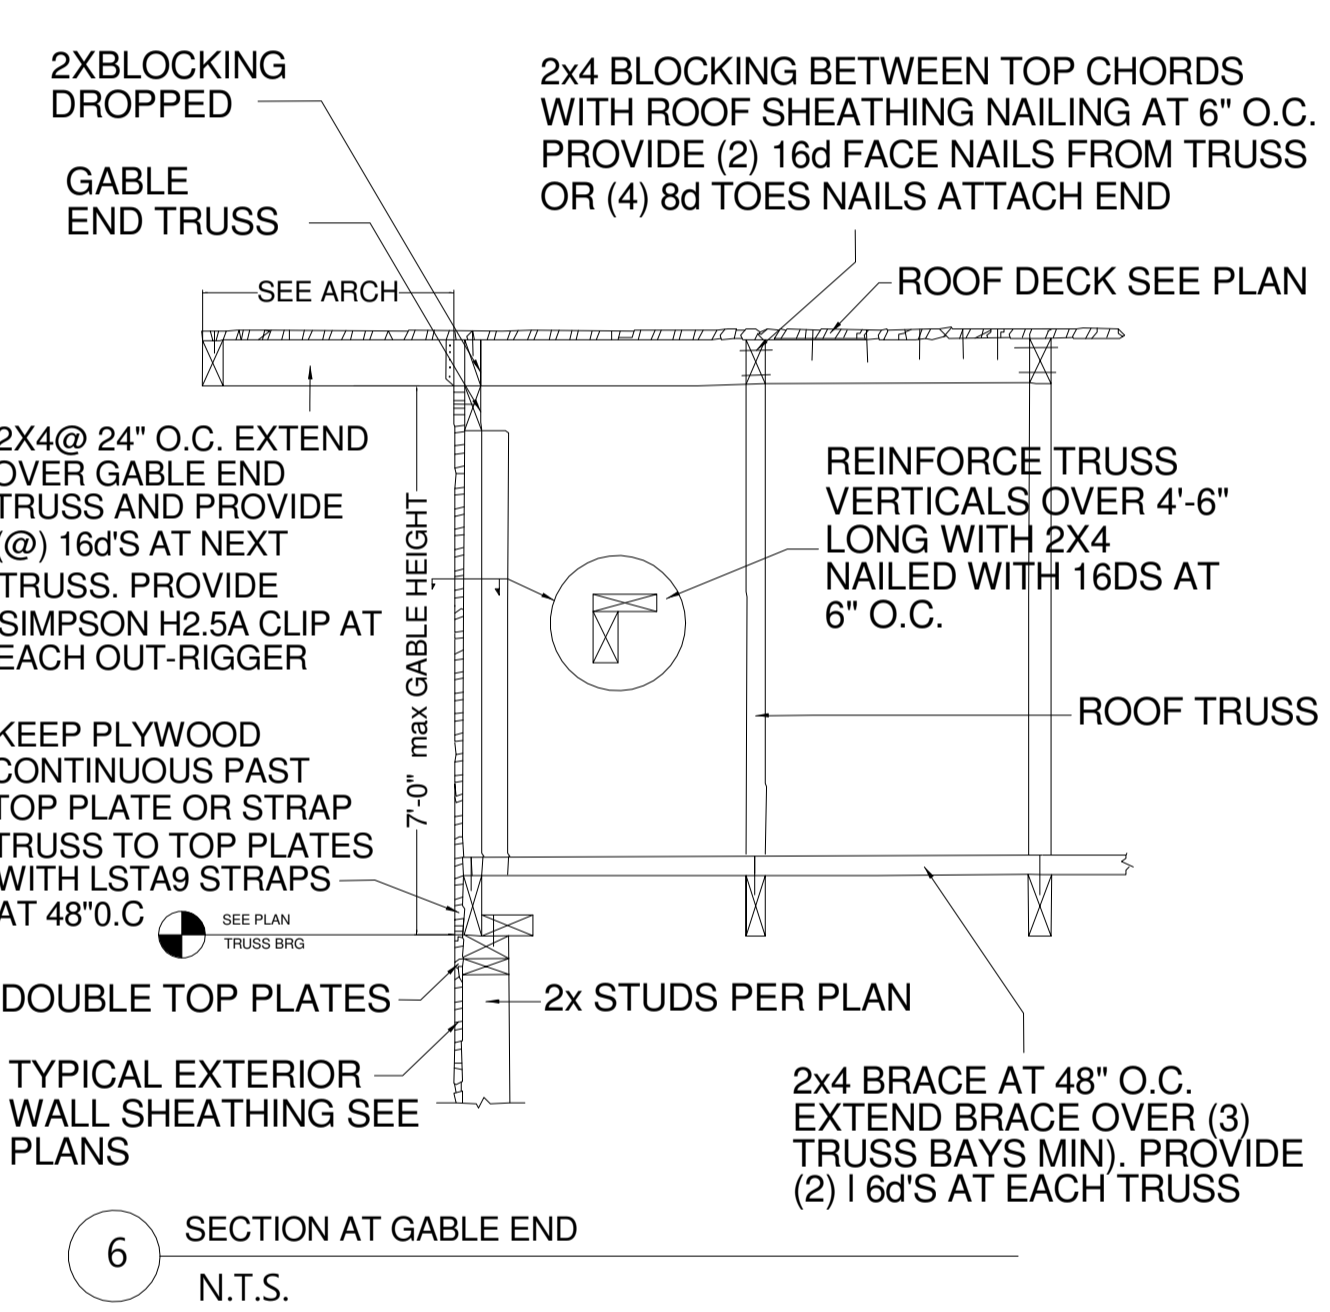 2XBLOCKING
DROPPED
2x4 BLOCKING BETWEEN TOP CHORDS
WITH ROOF SHEATHING NAILING AT 6" O.C.
PROVIDE (2) 16d FACE NAILS FROM TRUSS
OR (4) 8d TOES NAILS ATTACH END
GABLE
END TRUSS
SEE ARCH
ROOF DECK SEE PLAN
2X4@ 24" O.C. EXTEND
OVER GABLE END
TRUSS AND PROVIDE
(@) 16d'S AT NEXT
TRUSS. PROVIDE
SIMPSON H2.5A CLIP AT
EACH OUT-RIGGER
7'-0" max GABLE HEIGHT
REINFORCE TRUSS
VERTICALS OVER 4'-6"
LONG WITH 2X4
NAILED WITH 16DS AT
6" O.C.
ROOF TRUSS
KEEP PLYWOOD
CONTINUOUS PAST
TOP PLATE OR STRAP
TRUSS TO TOP PLATES
WITH LSTA9 STRAPS
AT 48"0.C
SEE PLAN
TRUSS BRG
DOUBLE TOP PLATES
2x STUDS PER PLAN
TYPICAL EXTERIOR
WALL SHEATHING SEE
PLANS
2x4 BRACE AT 48" O.C.
EXTEND BRACE OVER (3)
TRUSS BAYS MIN). PROVIDE
(2) I 6d'S AT EACH TRUSS
6
SECTION AT GABLE END
N.T.S.